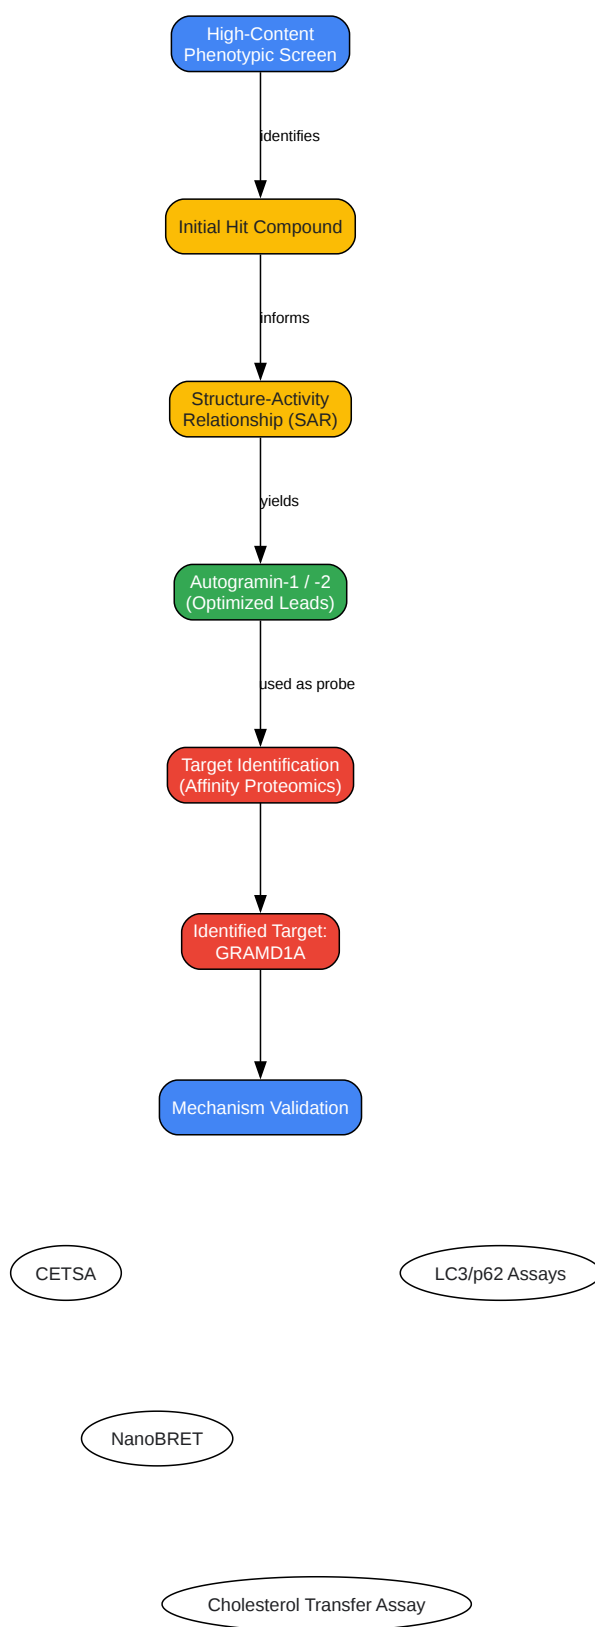 High-Content
Phenotypic Screen
identifies
Initial Hit Compound
informs
Structure-Activity
Relationship (SAR)
yields
Autogramin-1 / -2
(Optimized Leads)
used as probe
Target Identification
(Affinity Proteomics)
Identified Target:
GRAMD1A
Mechanism Validation
CETSA
LC3/p62 Assays
NanoBRET
Cholesterol Transfer Assay